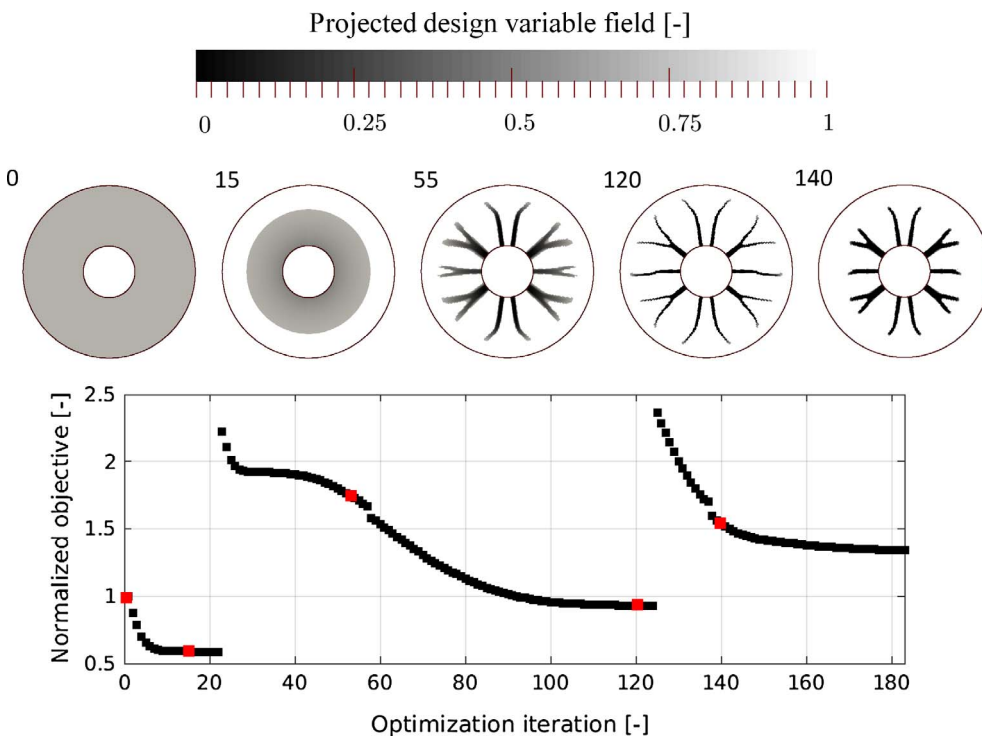 Projected design variable field [-]
0 0.25 0.5 0.75 1
0 15 55 120 140
2.5
2
1.5
1
0.5
Normalized objective [-]
0 20 40 60 80 100 120 140 160 180
Optimization iteration [-]